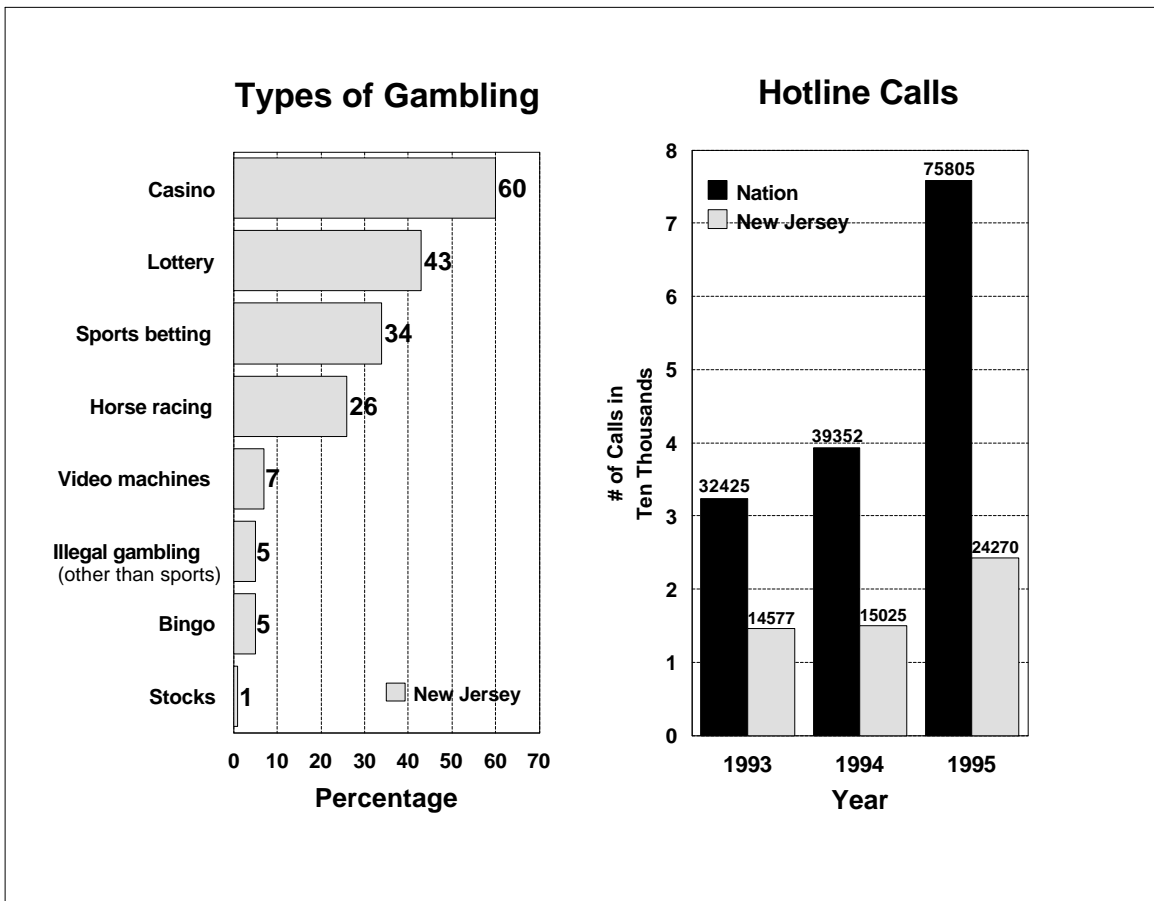 Types of Gambling
Casino
60
Lottery
43
Sports betting
34
Horse racing
26
Video machines
7
Illegal gambling
(other than sports)
5
Bingo
5
Stocks
1
New Jersey
0 10 20 30 40 50 60 70
Percentage
Hotline Calls
8
7
6
5
4
3
2
1
0
# of Calls in
Ten Thousands
Nation
New Jersey
32425
14577
39352
15025
75805
24270
1993 1994 1995
Year